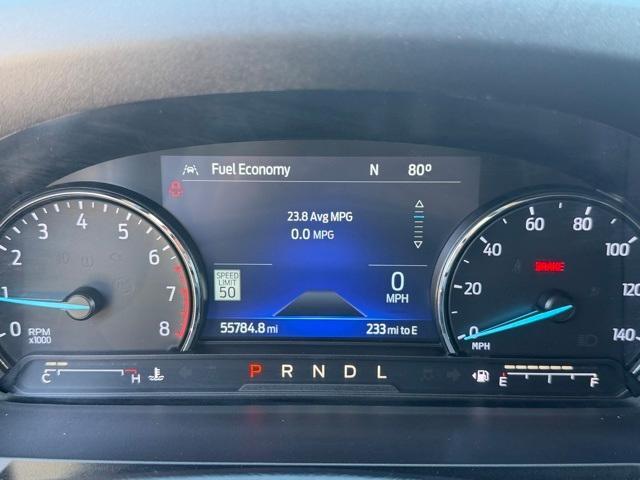 Fuel Economy N 80°
23.8 Avg MPG
0.0 MPG
SPEED
LIMIT
50
0
MPH
55784.8 mi 233 mi to E
0 1 2 3 4 5 6 7 8
RPM
x1000
0 20 40 60 80 100 120 140
BRAKE
MPH
C H
P R N D L
E F